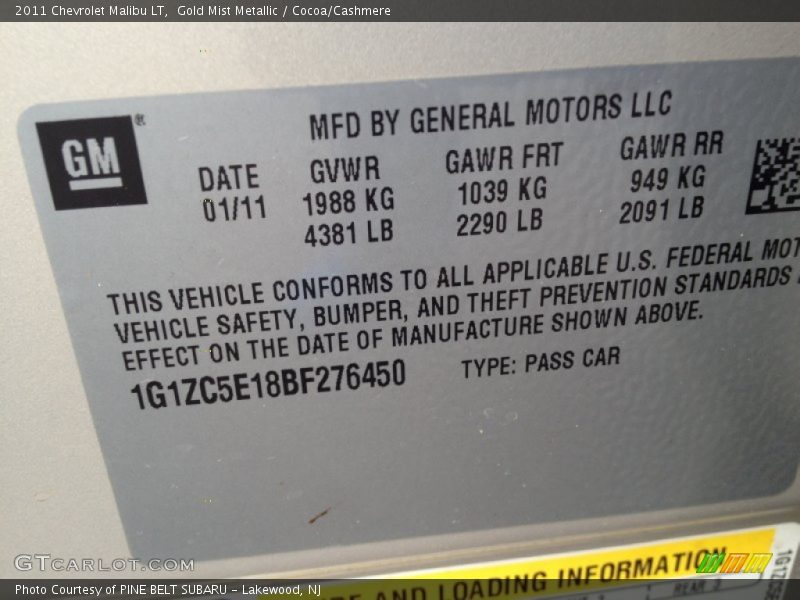 2011 Chevrolet Malibu LT,  Gold Mist Metallic / Cocoa/Cashmere
GM
®
MFD BY GENERAL MOTORS LLC
DATE GVWR GAWR FRT GAWR RR
01/11 1988 KG 1039 KG 949 KG
4381 LB 2290 LB 2091 LB
THIS VEHICLE CONFORMS TO ALL APPLICABLE U.S. FEDERAL MOT
VEHICLE SAFETY, BUMPER, AND THEFT PREVENTION STANDARDS
EFFECT ON THE DATE OF MANUFACTURE SHOWN ABOVE.
1G1ZC5E18BF276450 TYPE: PASS CAR
GTCARLOT.COM
AND LOADING INFORMATION
REAR
Photo Courtesy of PINE BELT SUBARU - Lakewood, NJ